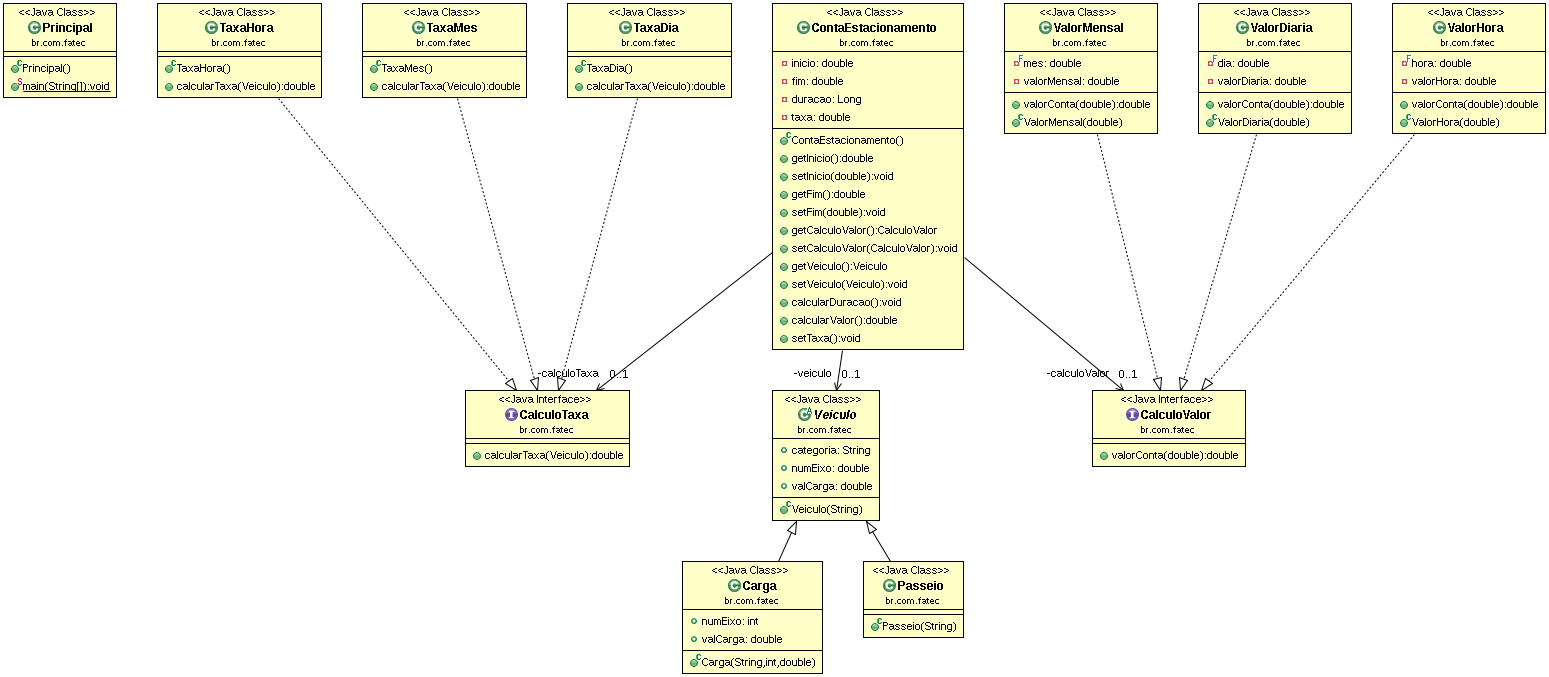 <<Java Class>>
Principal
br.com.fatec
Principal()
main(String[]):void
<<Java Class>>
TaxaHora
br.com.fatec
TaxaHora()
calcularTaxa(Veiculo):double
<<Java Class>>
TaxaMes
br.com.fatec
TaxaMes()
calcularTaxa(Veiculo):double
<<Java Class>>
TaxaDia
br.com.fatec
TaxaDia()
calcularTaxa(Veiculo):double
<<Java Class>>
ContaEstacionamento
br.com.fatec
inicio: double
fim: double
duracao: Long
taxa: double
ContaEstacionamento()
getInicio():double
setInicio(double):void
getFim():double
setFim(double):void
getCalculoValor():CalculoValor
setCalculoValor(CalculoValor):void
getVeiculo():Veiculo
setVeiculo(Veiculo):void
calcularDuracao():void
calcularValor():double
setTaxa():void
<<Java Class>>
ValorMensal
br.com.fatec
mes: double
valorMensal: double
valorConta(double):double
ValorMensal(double)
<<Java Class>>
ValorDiaria
br.com.fatec
dia: double
valorDiaria: double
valorConta(double):double
ValorDiaria(double)
<<Java Class>>
ValorHora
br.com.fatec
hora: double
valorHora: double
valorConta(double):double
ValorHora(double)
-calculoTaxa 0..1
-veiculo 0..1
-calculoValor 0..1
<<Java Interface>>
CalculoTaxa
br.com.fatec
calcularTaxa(Veiculo):double
<<Java Class>>
Veiculo
br.com.fatec
categoria: String
numEixo: double
valCarga: double
Veiculo(String)
<<Java Interface>>
CalculoValor
br.com.fatec
valorConta(double):double
<<Java Class>>
Carga
br.com.fatec
numEixo: int
valCarga: double
Carga(String,int,double)
<<Java Class>>
Passeio
br.com.fatec
Passeio(String)